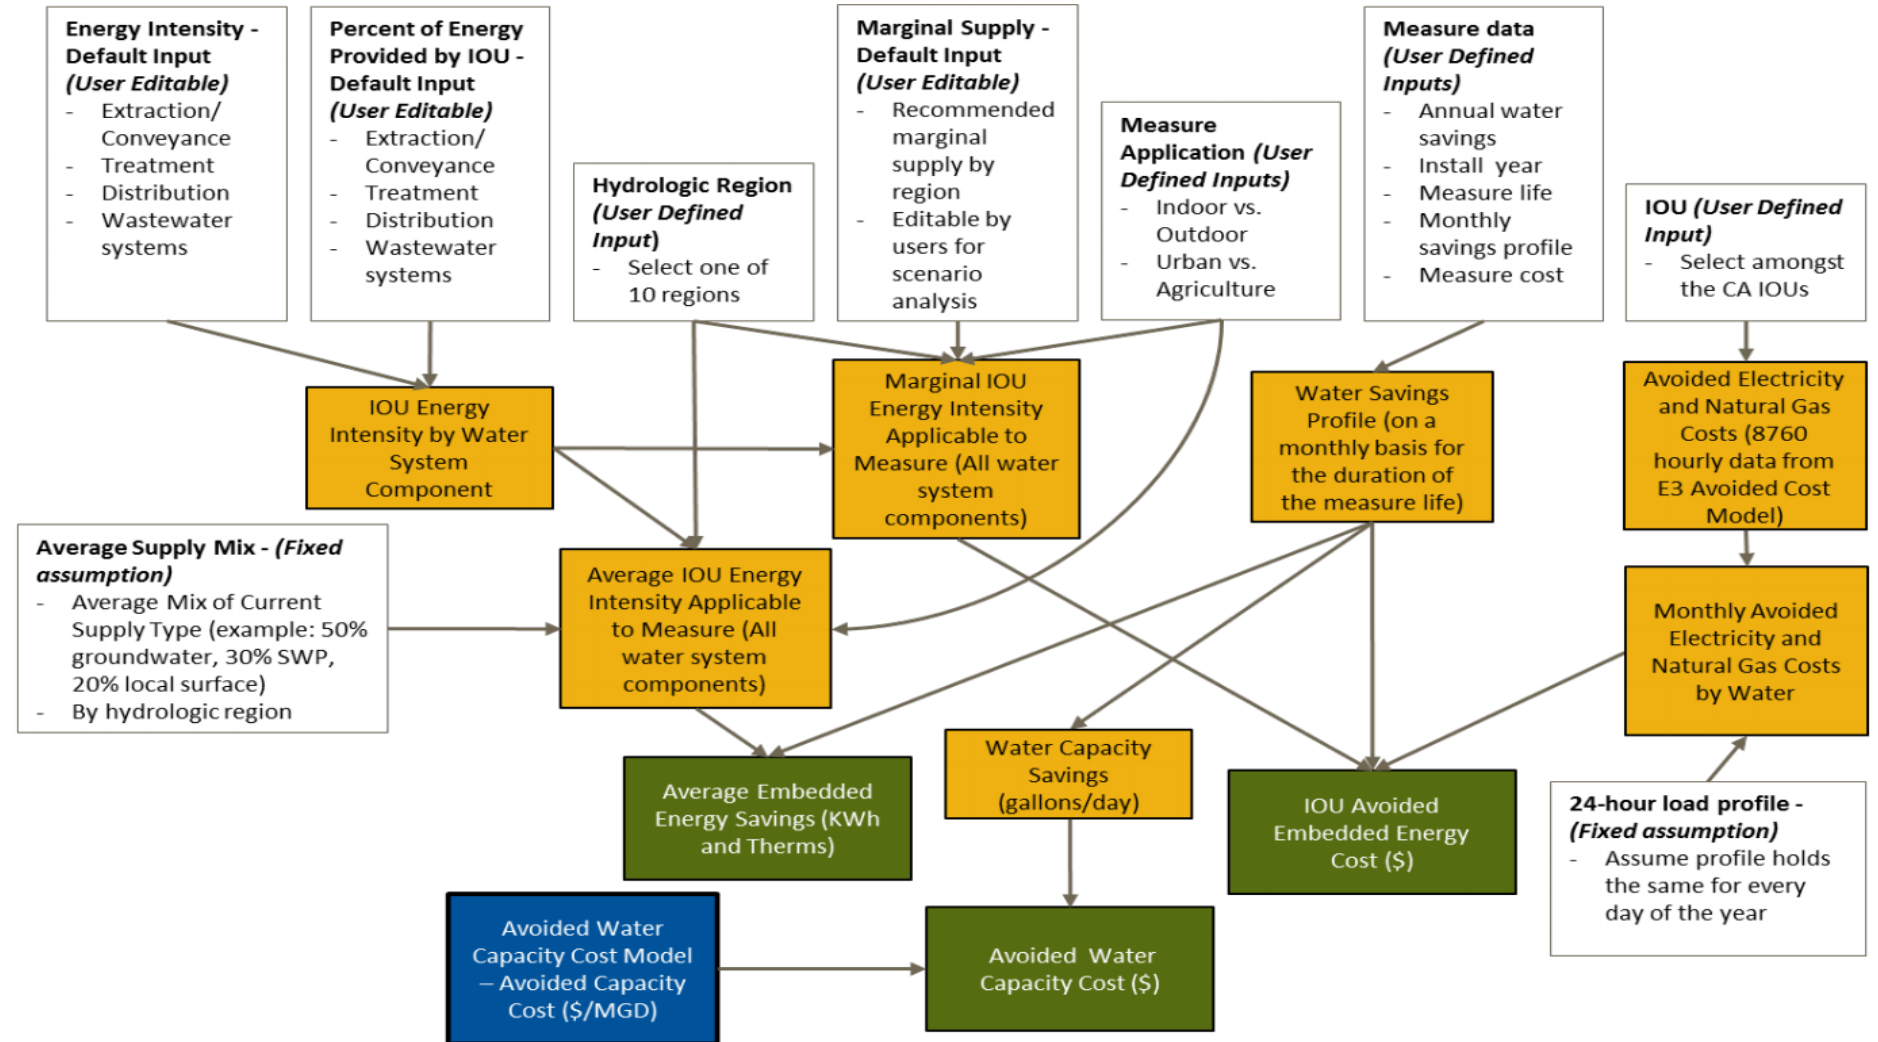 Energy Intensity -
Default Input
(User Editable)
- Extraction/
Conveyance
- Treatment
- Distribution
- Wastewater
systems
Percent of Energy
Provided by IOU -
Default Input
(User Editable)
- Extraction/
Conveyance
- Treatment
- Distribution
- Wastewater
systems
Hydrologic Region
(User Defined
Input)
- Select one of
10 regions
Marginal Supply -
Default Input
(User Editable)
- Recommended
marginal
supply by
region
- Editable by
users for
scenario
analysis
Measure
Application (User
Defined Inputs)
- Indoor vs.
Outdoor
- Urban vs.
Agriculture
Measure data
(User Defined
Inputs)
- Annual water
savings
- Install year
- Measure life
- Monthly
savings profile
- Measure cost
IOU (User Defined
Input)
- Select amongst
the CA IOUs
IOU Energy
Intensity by Water
System
Component
Marginal IOU
Energy Intensity
Applicable to
Measure (All water
system
components)
Water Savings
Profile (on a
monthly basis for
the duration of
the measure life)
Avoided Electricity
and Natural Gas
Costs (8760
hourly data from
E3 Avoided Cost
Model)
Average Supply Mix - (Fixed
assumption)
- Average Mix of Current
Supply Type (example: 50%
groundwater, 30% SWP,
20% local surface)
- By hydrologic region
Average IOU Energy
Intensity Applicable
to Measure (All
water system
components)
Monthly Avoided
Electricity and
Natural Gas Costs
by Water
Average Embedded
Energy Savings (KWh
and Therms)
Water Capacity
Savings
(gallons/day)
IOU Avoided
Embedded Energy
Cost ($)
24-hour load profile -
(Fixed assumption)
- Assume profile holds
the same for every
day of the year
Avoided Water
Capacity Cost Model
– Avoided Capacity
Cost ($/MGD)
Avoided Water
Capacity Cost ($)